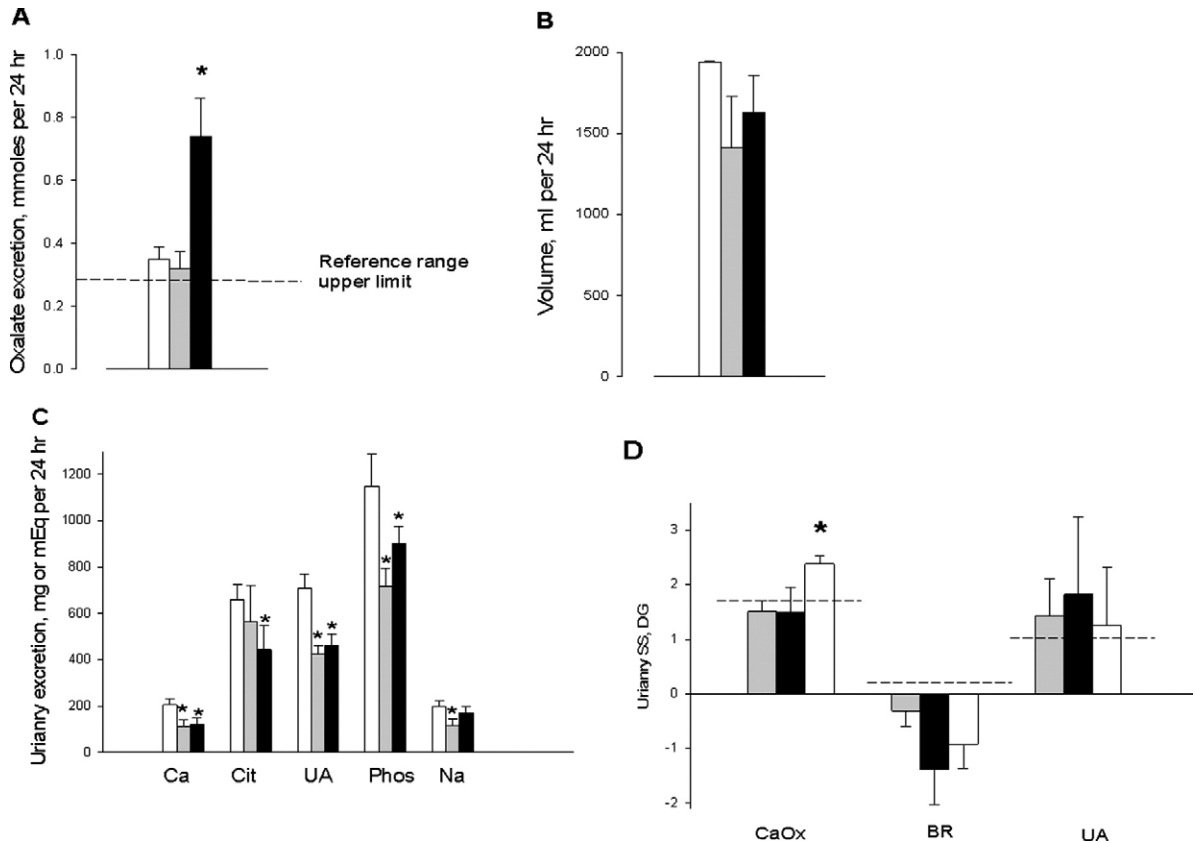 A
Oxalate excretion, mmoles per 24 hr
1.0
0.8
0.6
0.4
0.2
0.0
*
Reference range
upper limit
B
Volume, ml per 24 hr
2000
1500
1000
500
0
C
Urianry excretion, mg or mEq per 24 hr
1200
1000
800
600
400
200
0
* * * * * * * *
Ca Cit UA Phos Na
D
Urianry SS, DG
3
2
1
0
-1
-2
*
CaOx BR UA